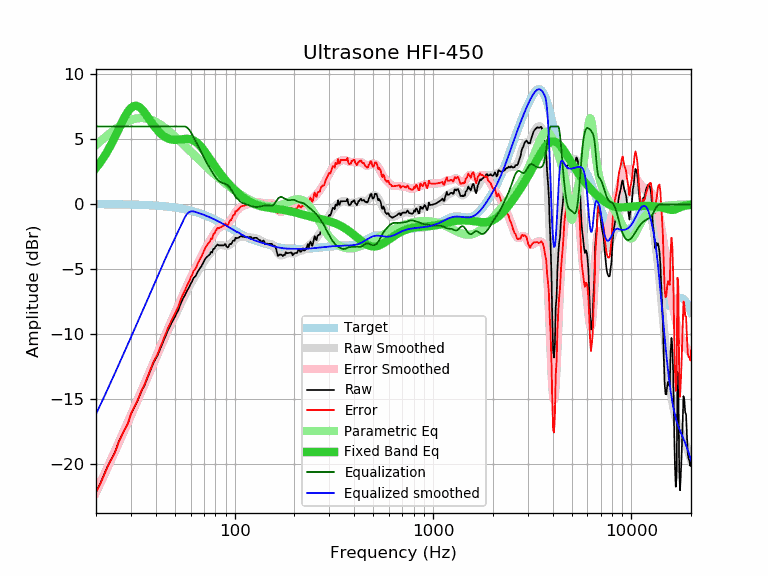 Ultrasone HFI-450
10
5
0
−5
−10
−15
−20
Amplitude (dBr)
Target
Raw Smoothed
Error Smoothed
Raw
Error
Parametric Eq
Fixed Band Eq
Equalization
Equalized smoothed
100
1000
10000
Frequency (Hz)